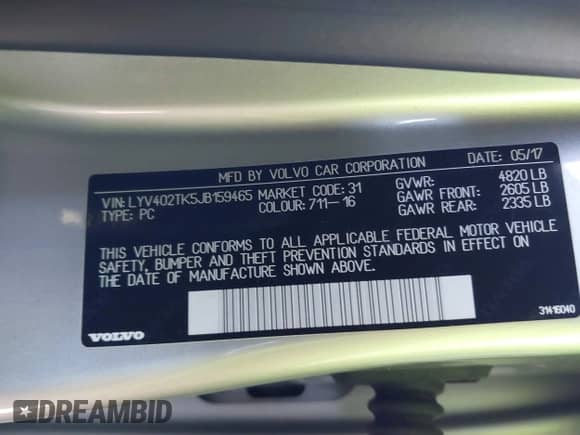 MFD BY VOLVO CAR CORPORATION DATE: 05/17
VIN: LYV402TK5JB159465 MARKET CODE: 31 GVWR: 4820 LB
TYPE: PC COLOUR: 711-16 GAWR FRONT: 2605 LB
GAWR REAR: 2335 LB
THIS VEHICLE CONFORMS TO ALL APPLICABLE FEDERAL MOTOR VEHICLE
SAFETY, BUMPER AND THEFT PREVENTION STANDARDS IN EFFECT ON
THE DATE OF MANUFACTURE SHOWN ABOVE.
VOLVO 31416040
DREAMBID